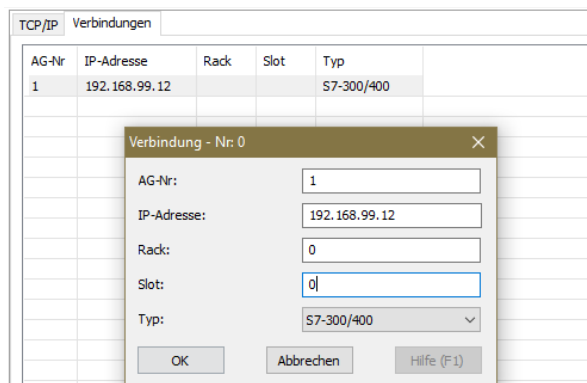 TCP/IP Verbindungen
AG-Nr IP-Adresse Rack Slot Typ
1 192.168.99.12 S7-300/400
Verbindung - Nr: 0
AG-Nr: 1
IP-Adresse: 192.168.99.12
Rack: 0
Slot: 0
Typ: S7-300/400
OK Abbrechen Hilfe (F1)